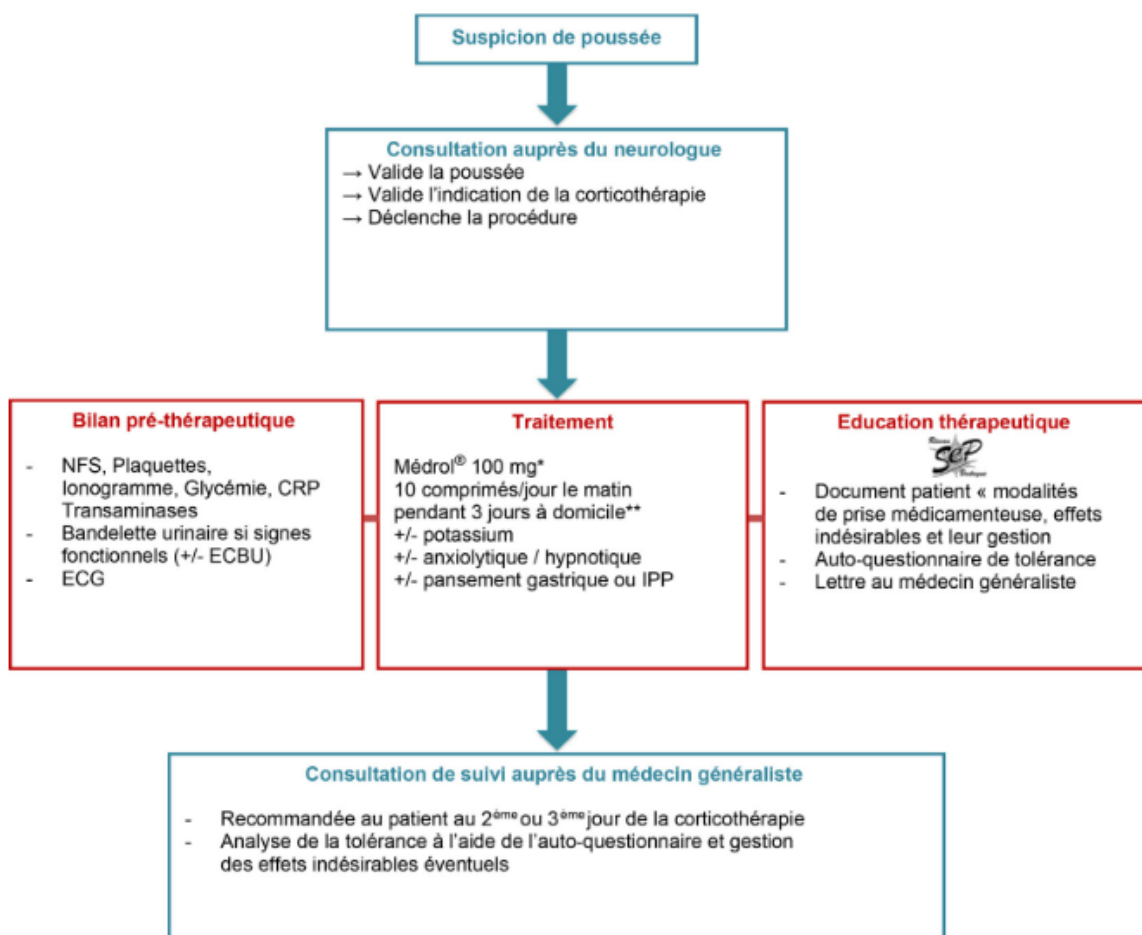 Suspicion de poussée
Consultation auprès du neurologue
→ Valide la poussée
→ Valide l'indication de la corticothérapie
→ Déclenche la procédure
Bilan pré-thérapeutique
- NFS, Plaquettes,
Ionogramme, Glycémie, CRP
Transaminases
- Bandelette urinaire si signes
fonctionnels (+/- ECBU)
- ECG
Traitement
Médrol® 100 mg*
10 comprimés/jour le matin
pendant 3 jours à domicile**
+/- potassium
+/- anxiolytique / hypnotique
+/- pansement gastrique ou IPP
Education thérapeutique
Réseau
SeP
Bretagne
- Document patient « modalités
de prise médicamenteuse, effets
indésirables et leur gestion
- Auto-questionnaire de tolérance
- Lettre au médecin généraliste
Consultation de suivi auprès du médecin généraliste
- Recommandée au patient au 2ème ou 3ème jour de la corticothérapie
- Analyse de la tolérance à l'aide de l'auto-questionnaire et gestion
des effets indésirables éventuels